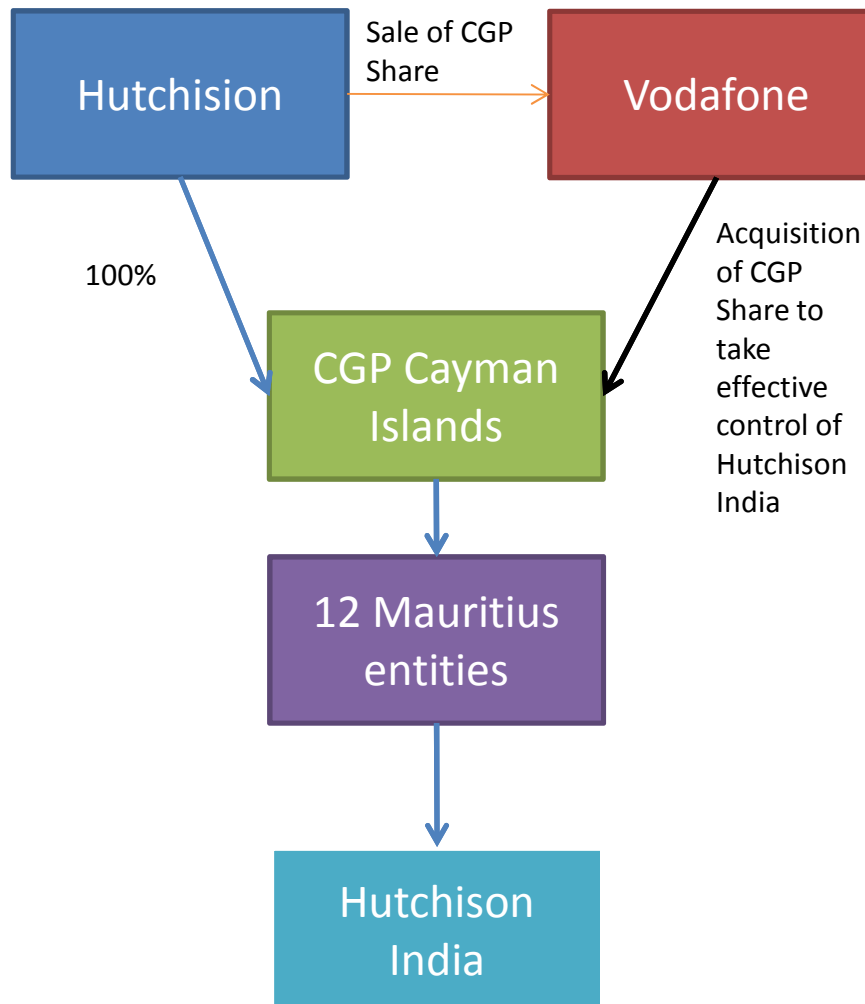 Sale of CGP
Share
Hutchision
Vodafone
100%
Acquisition
of CGP
Share to
take
effective
control of
Hutchison
India
CGP Cayman
Islands
12 Mauritius
entities
Hutchison
India